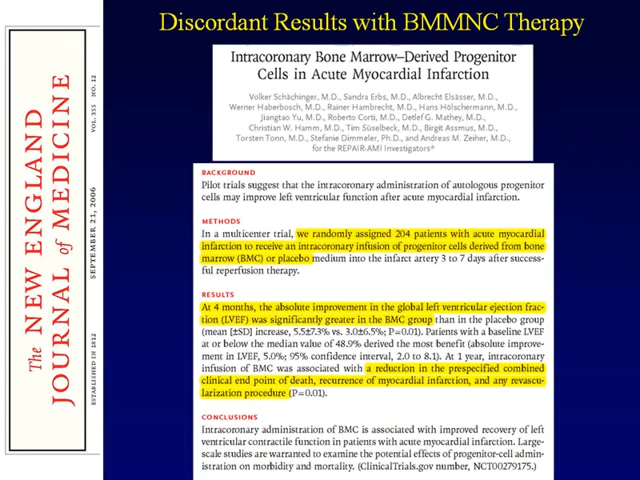 Discordant Results with BMMNC Therapy
The NEW ENGLAND
JOURNAL of MEDICINE
ESTABLISHED IN 1812
SEPTEMBER 21, 2006
VOL. 355 NO. 12
Intracoronary Bone Marrow–Derived Progenitor
Cells in Acute Myocardial Infarction
Volker Schächinger, M.D., Sandra Erbs, M.D., Albrecht Elsässer, M.D.,
Werner Haberbosch, M.D., Rainer Hambrecht, M.D., Hans Hölschermann, M.D.,
Jiangtao Yu, M.D., Roberto Corti, M.D., Detlef G. Mathey, M.D.,
Christian W. Hamm, M.D., Tim Süselbeck, M.D., Birgit Assmus, M.D.,
Torsten Tonn, M.D., Stefanie Dimmeler, Ph.D., and Andreas M. Zeiher, M.D.,
for the REPAIR-AMI Investigators*
BACKGROUND
Pilot trials suggest that the intracoronary administration of autologous progenitor
cells may improve left ventricular function after acute myocardial infarction.
METHODS
In a multicenter trial, we randomly assigned 204 patients with acute myocardial
infarction to receive an intracoronary infusion of progenitor cells derived from bone
marrow (BMC) or placebo medium into the infarct artery 3 to 7 days after success-
ful reperfusion therapy.
RESULTS
At 4 months, the absolute improvement in the global left ventricular ejection frac-
tion (LVEF) was significantly greater in the BMC group than in the placebo group
(mean [±SD] increase, 5.5±7.3% vs. 3.0±6.5%; P=0.01). Patients with a baseline LVEF
at or below the median value of 48.9% derived the most benefit (absolute improve-
ment in LVEF, 5.0%; 95% confidence interval, 2.0 to 8.1). At 1 year, intracoronary
infusion of BMC was associated with a reduction in the prespecified combined
clinical end point of death, recurrence of myocardial infarction, and any revascu-
larization procedure (P=0.01).
CONCLUSIONS
Intracoronary administration of BMC is associated with improved recovery of left
ventricular contractile function in patients with acute myocardial infarction. Large-
scale studies are warranted to examine the potential effects of progenitor-cell admin-
istration on morbidity and mortality. (ClinicalTrials.gov number, NCT00279175.)